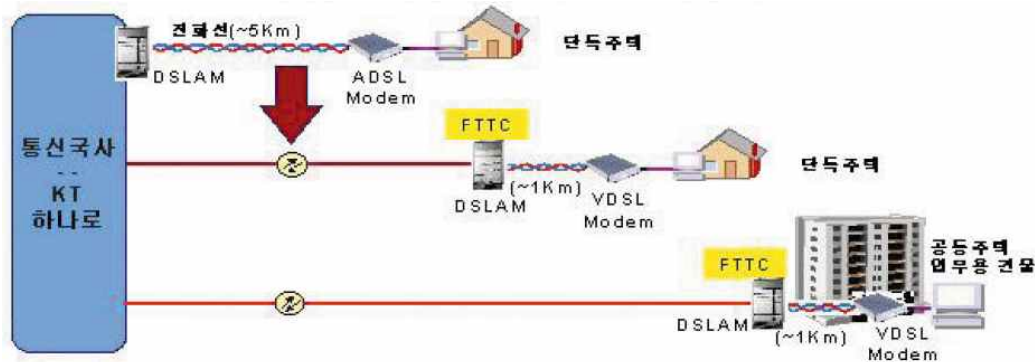 전화선(~5Km)
DSLAM
ADSL
Modem
단독주택
통신국사
--
KT
하나로
FTTC
DSLAM
(~1Km)
VDSL
Modem
단독주택
FTTC
DSLAM
(~1Km)
VDSL
Modem
공동주택
업무용 건물